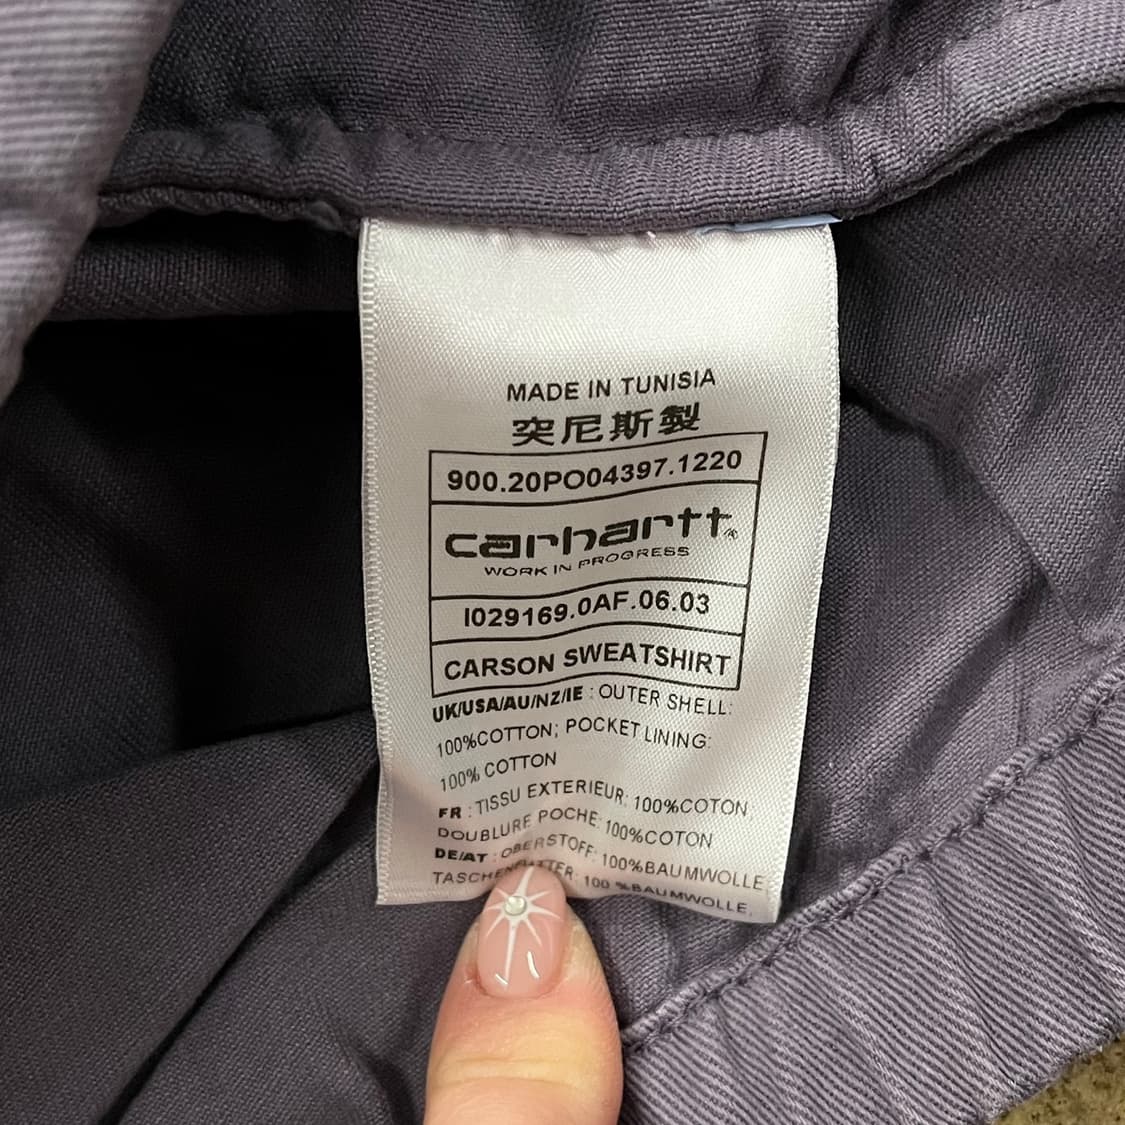 MADE IN TUNISIA
突尼斯製
900.20PO04397.1220
carhartt®
WORK IN PROGRESS
I029169.0AF.06.03
CARSON SWEATSHIRT
UK/USA/AU/NZ/IE : OUTER SHELL:
100%COTTON; POCKET LINING:
100% COTTON
FR : TISSU EXTERIEUR: 100%COTON
DOUBLURE POCHE: 100%COTON
DE/AT : OBERSTOFF: 100%BAUMWOLLE
TASCHENFUTTER: 100 %BAUMWOLLE,